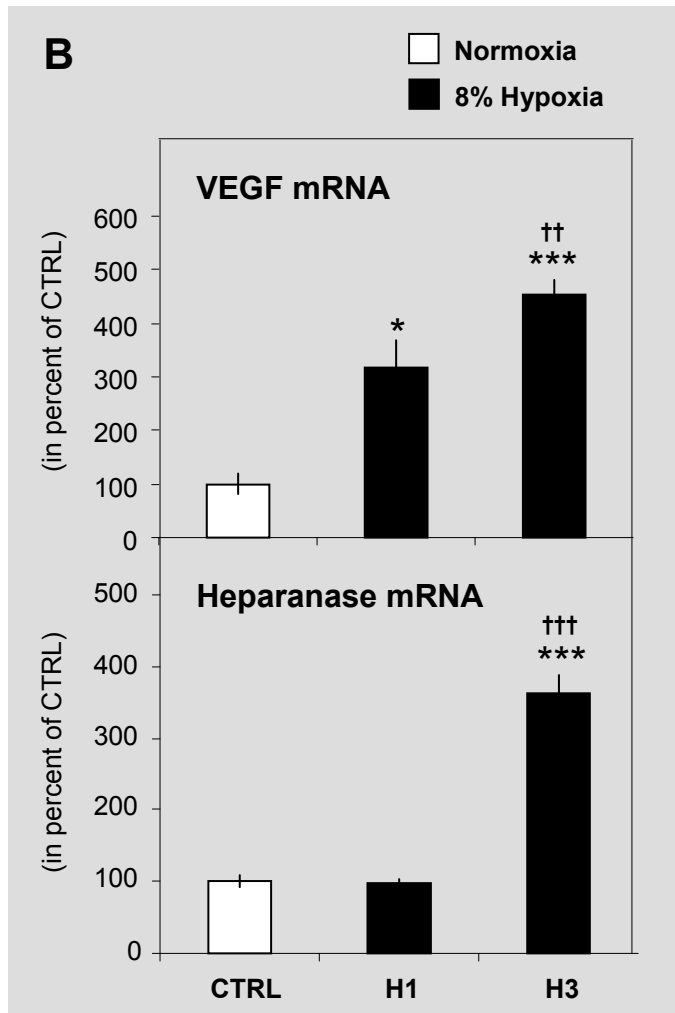 B
Normoxia
8% Hypoxia
VEGF mRNA
(in percent of CTRL)
600
500
400
300
200
100
0
*
††
***
Heparanase mRNA
(in percent of CTRL)
500
400
300
200
100
0
†††
***
CTRL H1 H3